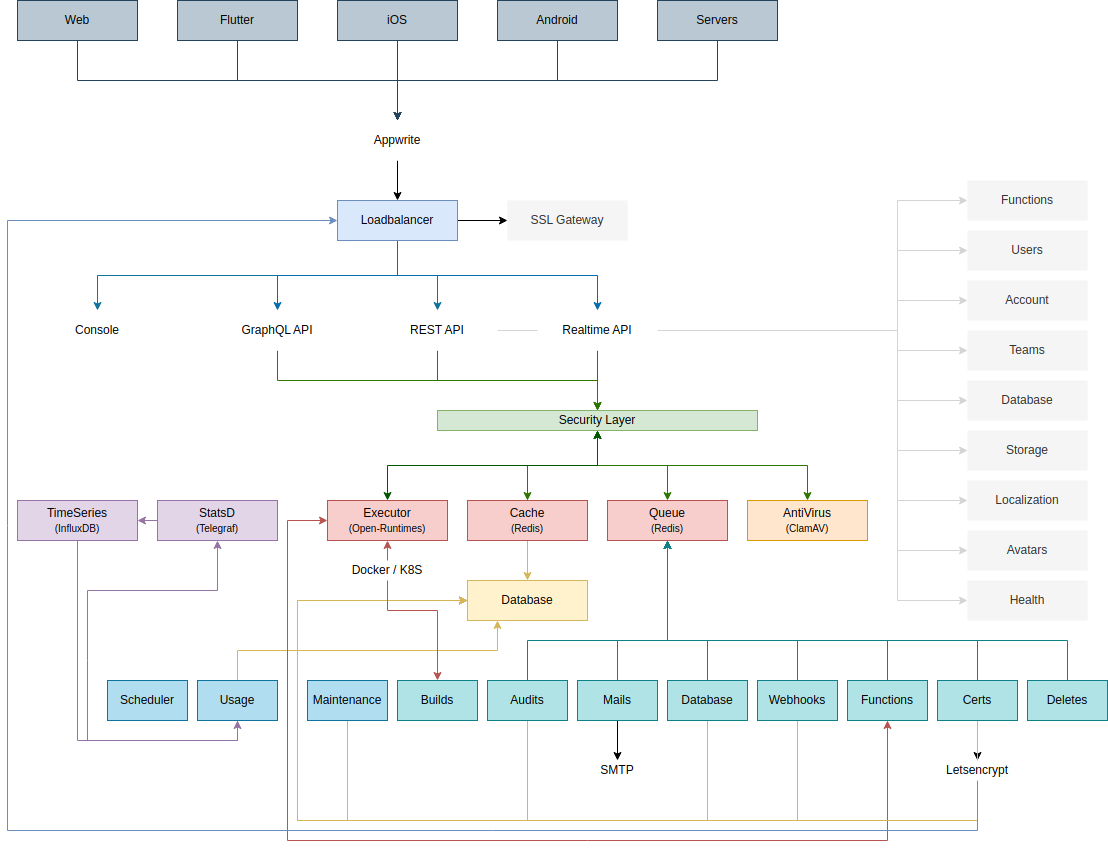 Web
Flutter
iOS
Android
Servers
Appwrite
Loadbalancer
SSL Gateway
Console
GraphQL API
REST API
Realtime API
Functions
Users
Account
Teams
Database
Storage
Localization
Avatars
Health
Security Layer
TimeSeries
(InfluxDB)
StatsD
(Telegraf)
Executor
(Open-Runtimes)
Cache
(Redis)
Queue
(Redis)
AntiVirus
(ClamAV)
Docker / K8S
Database
Scheduler
Usage
Maintenance
Builds
Audits
Mails
Database
Webhooks
Functions
Certs
Deletes
SMTP
Letsencrypt